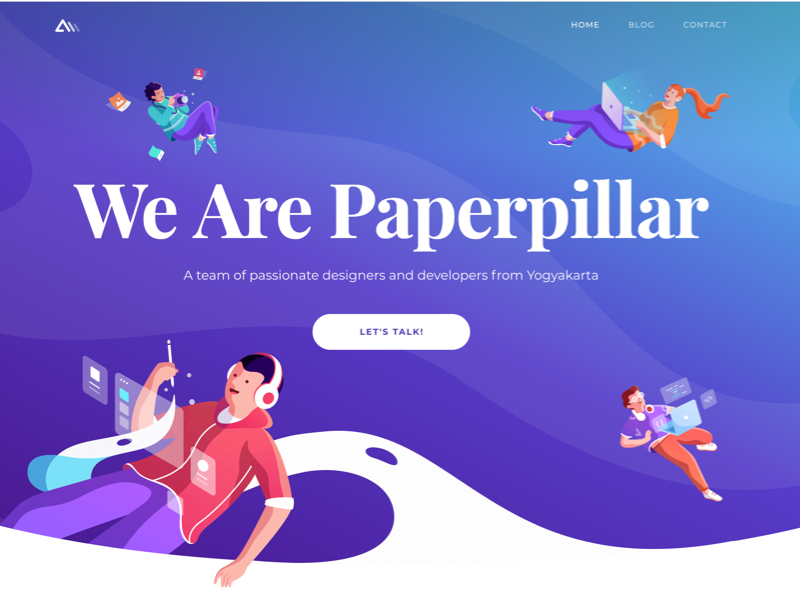 HOME BLOG CONTACT
We Are Paperpillar
A team of passionate designers and developers from Yogyakarta
LET'S TALK!